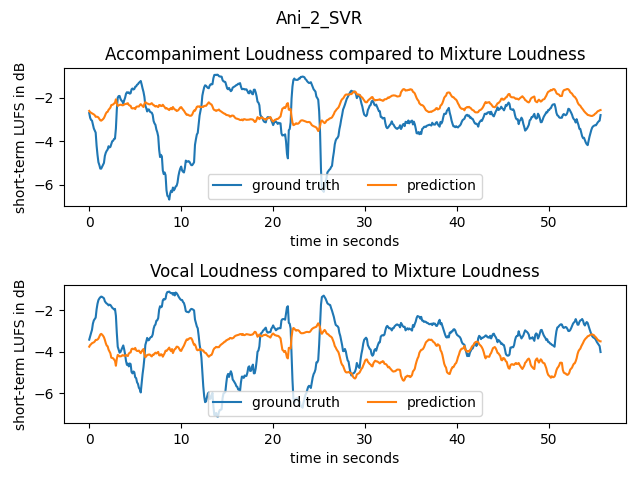 Ani_2_SVR
Accompaniment Loudness compared to Mixture Loudness
short-term LUFS in dB
−2
−4
−6
ground truth
prediction
0
10
20
30
40
50
time in seconds
Vocal Loudness compared to Mixture Loudness
short-term LUFS in dB
−2
−4
−6
ground truth
prediction
0
10
20
30
40
50
time in seconds